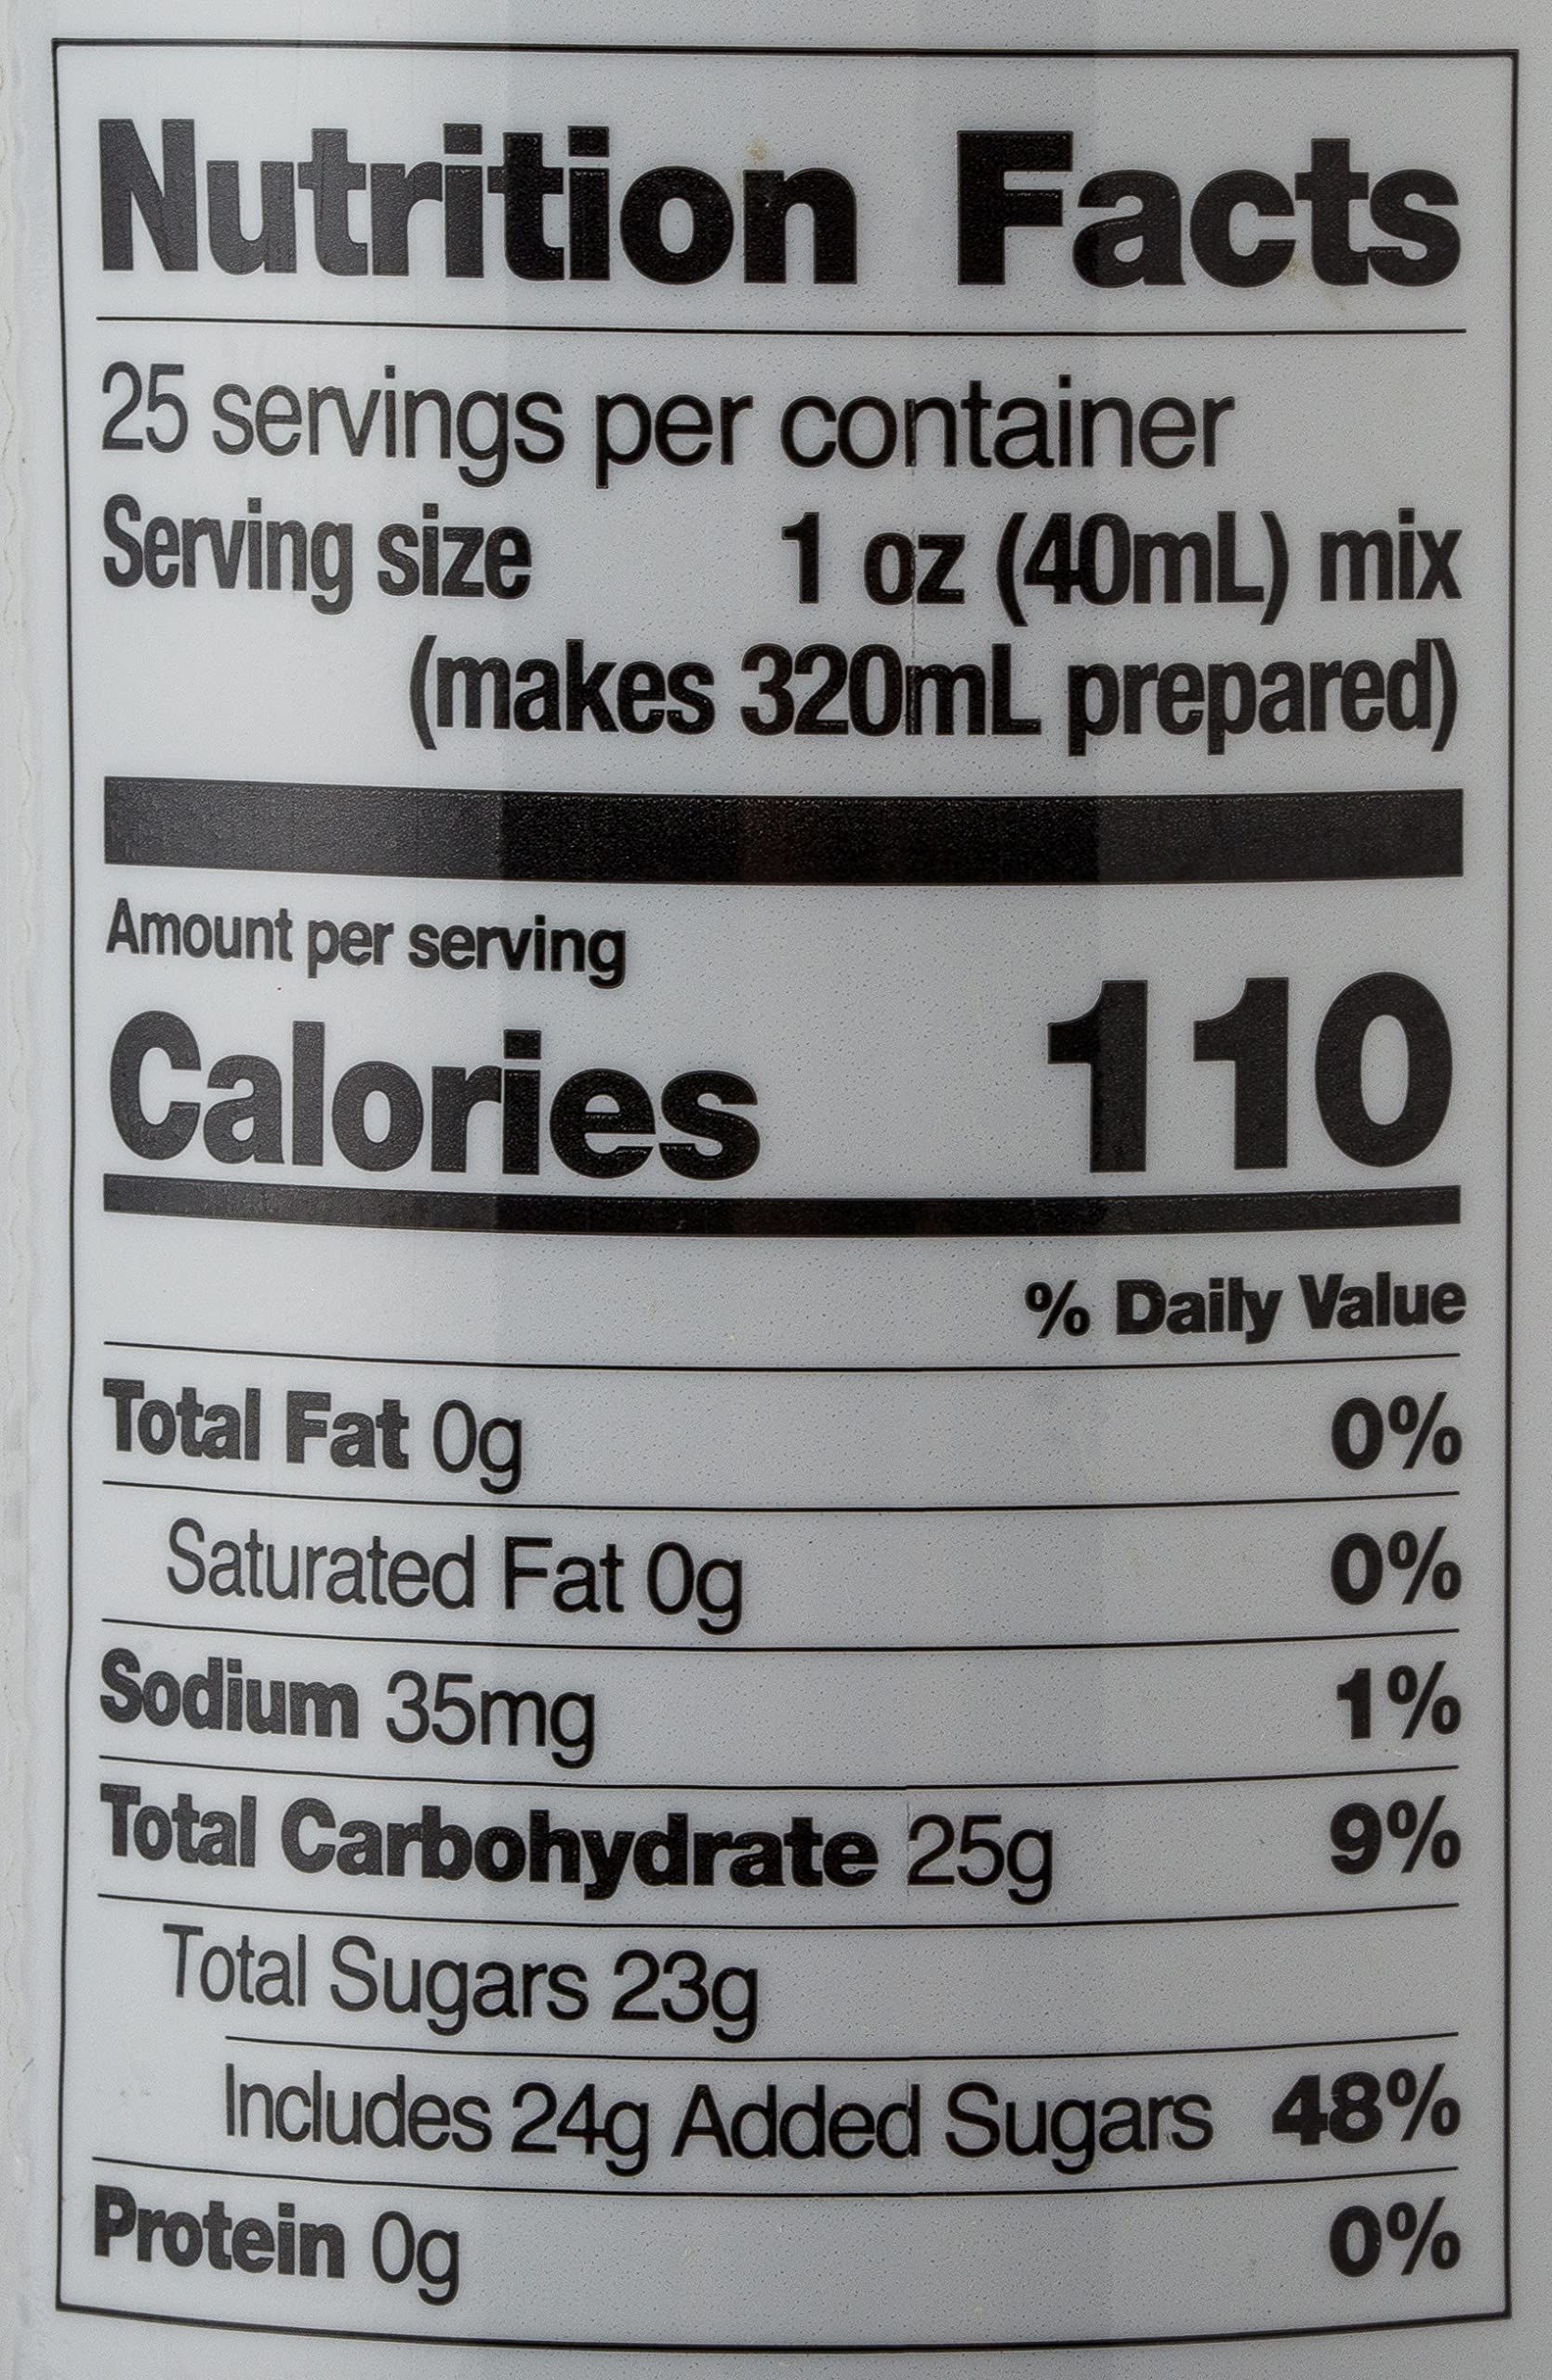 Nutrition Facts
25 servings per container
Serving size 1 oz (40mL) mix
(makes 320mL prepared)
Amount per serving
Calories 110
% Daily Value
Total Fat 0g 0%
Saturated Fat 0g 0%
Sodium 35mg 1%
Total Carbohydrate 25g 9%
Total Sugars 23g
Includes 24g Added Sugars 48%
Protein 0g 0%